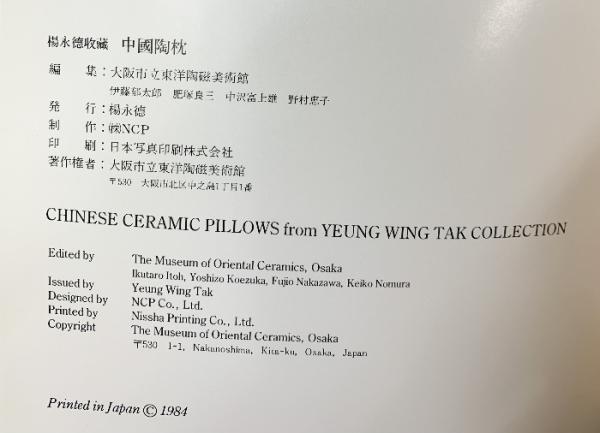 楊永德收蔵 中國陶枕
編 集：大阪市立東洋陶磁美術館
伊藤郁太郎 肥塚良三 中沢富士雄 野村恵子
発 行：楊永德
制 作：㈱NCP
印 刷：日本写真印刷株式会社
著作権者：大阪市立東洋陶磁美術館
〒530 大阪市北区中之島1丁目1番
CHINESE CERAMIC PILLOWS from YEUNG WING TAK COLLECTION
Edited by The Museum of Oriental Ceramics, Osaka
Ikutaro Itoh, Yoshizo Koezuka, Fujio Nakazawa, Keiko Nomura
Issued by Yeung Wing Tak
Designed by NCP Co., Ltd.
Printed by Nissha Printing Co., Ltd.
Copyright The Museum of Oriental Ceramics, Osaka
〒530 1-1, Nakanoshima, Kita-ku, Osaka, Japan
Printed in Japan © 1984